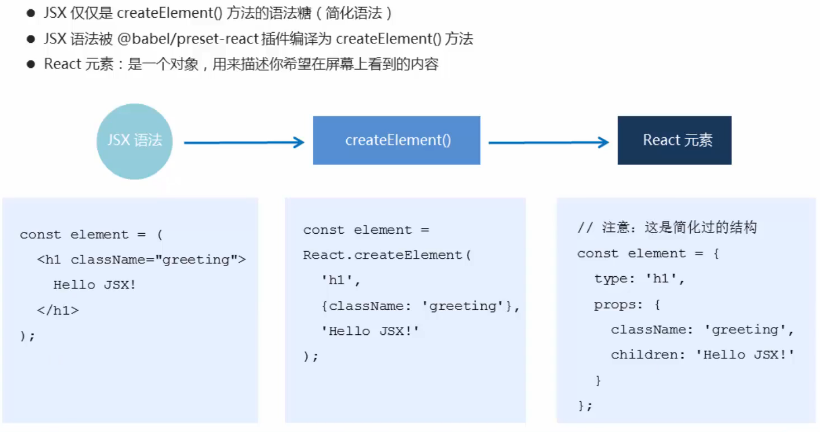 ● JSX 仅仅是 createElement() 方法的语法糖（简化语法）
● JSX 语法被 @babel/preset-react 插件编译为 createElement() 方法
● React 元素：是一个对象，用来描述你希望在屏幕上看到的内容
JSX 语法
createElement()
React 元素
const element = (
  <h1 className="greeting">
    Hello JSX!
  </h1>
);
const element =
React.createElement(
  'h1',
  {className: 'greeting'},
  'Hello JSX!'
);
// 注意：这是简化过的结构
const element = {
  type: 'h1',
  props: {
    className: 'greeting',
    children: 'Hello JSX!'
  }
};